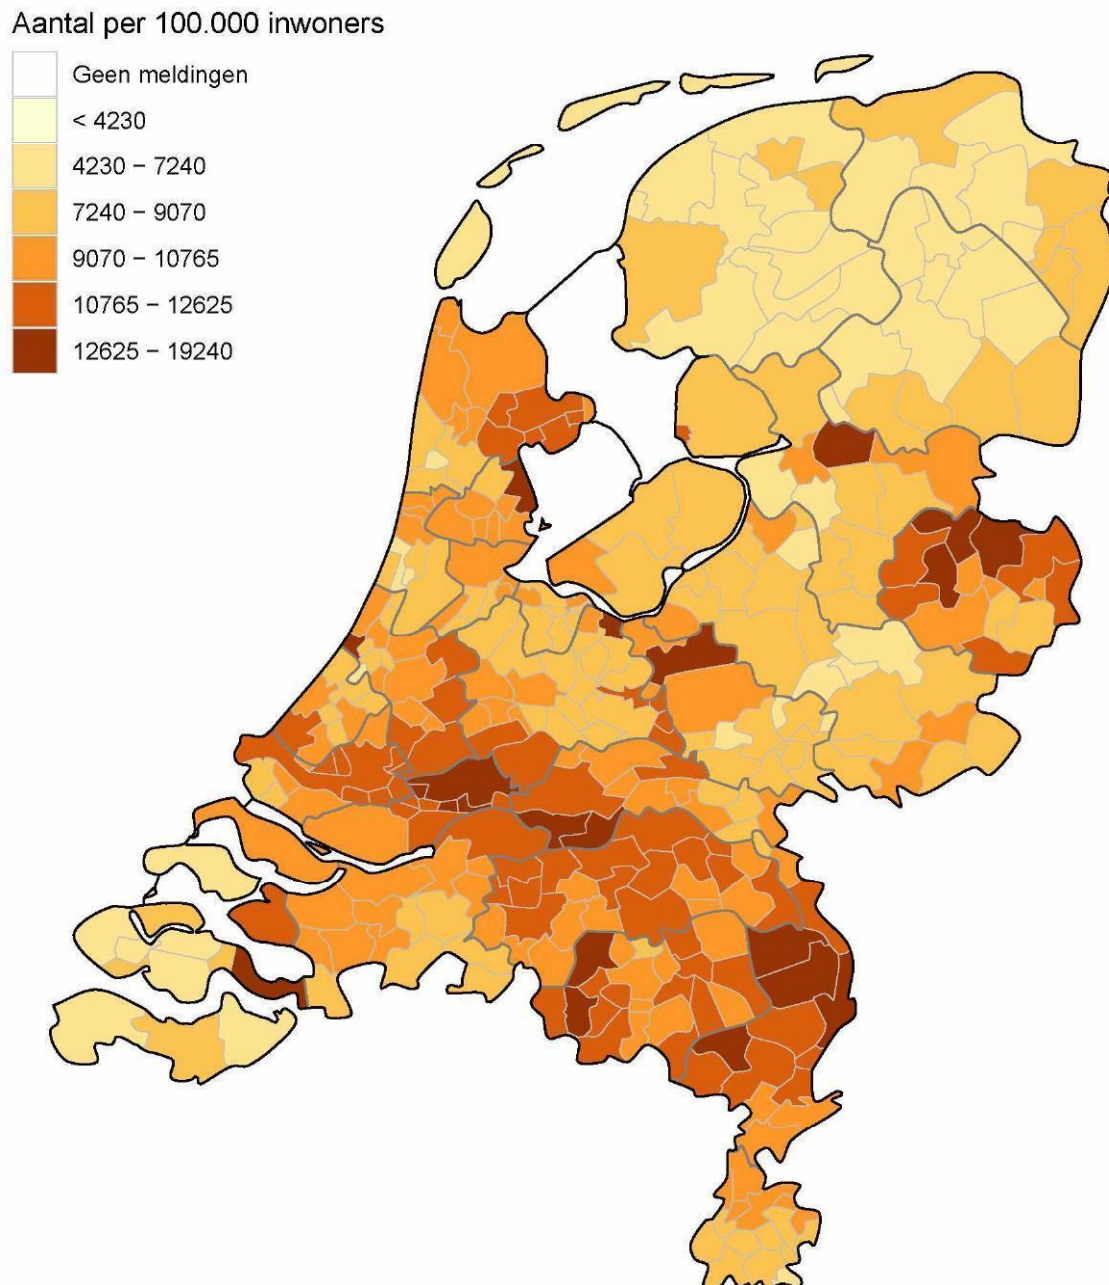 Aantal per 100.000 inwoners
Geen meldingen
< 4230
4230 − 7240
7240 − 9070
9070 − 10765
10765 − 12625
12625 − 19240